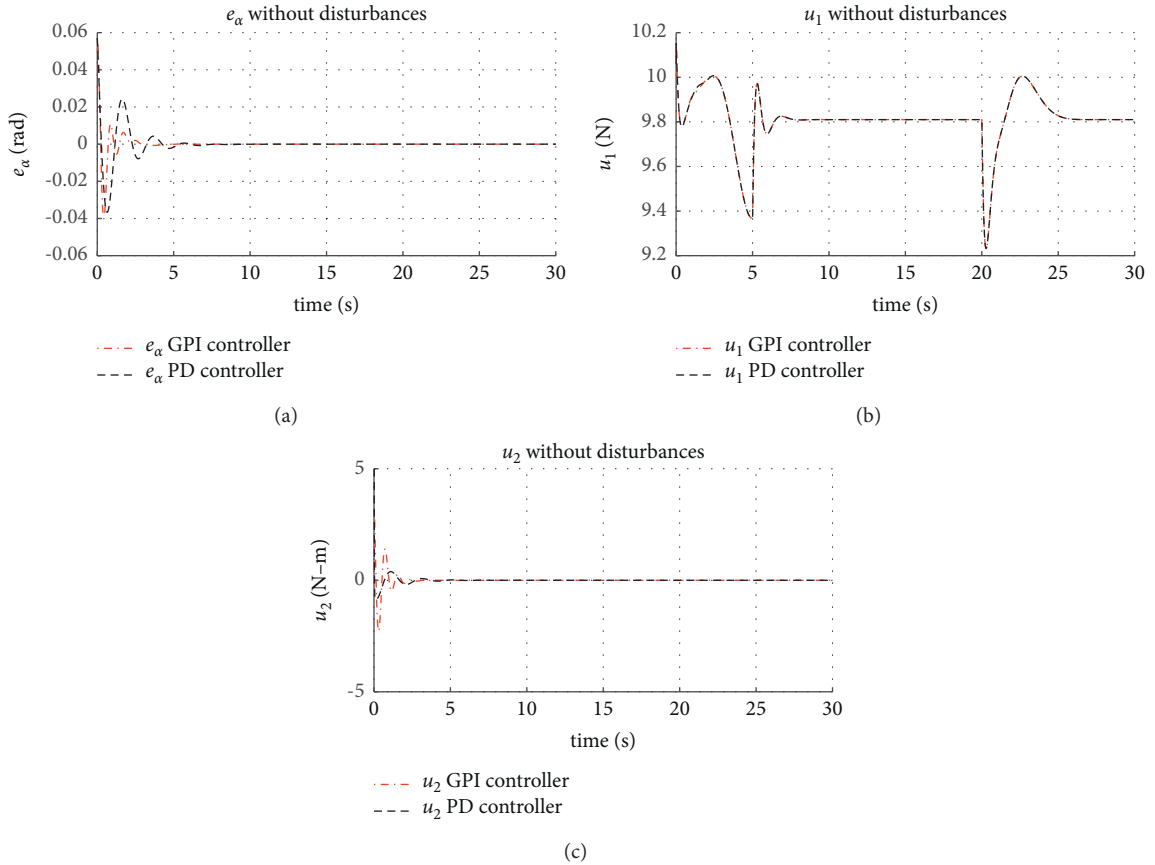 e_α without disturbances
0.06
0.04
0.02
0
-0.02
-0.04
-0.06
e_α (rad)
0 5 10 15 20 25 30
time (s)
e_α GPI controller
e_α PD controller
(a)
u_1 without disturbances
10.2
10
9.8
9.6
9.4
9.2
u_1 (N)
0 5 10 15 20 25 30
time (s)
u_1 GPI controller
u_1 PD controller
(b)
u_2 without disturbances
5
0
-5
u_2 (N–m)
0 5 10 15 20 25 30
time (s)
u_2 GPI controller
u_2 PD controller
(c)